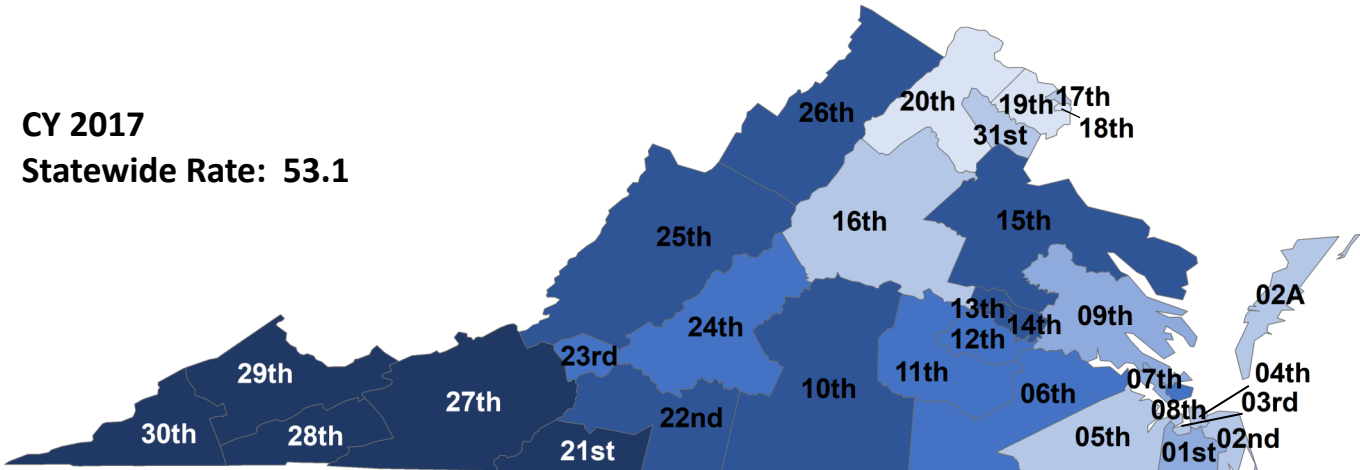 CY 2017
Statewide Rate: 53.1
26th
20th
19th
17th
18th
31st
16th
15th
25th
02A
13th
14th
09th
24th
12th
23rd
29th
11th
04th
07th
10th
06th
27th
03rd
08th
22nd
30th
28th
05th
02nd
21st
01st